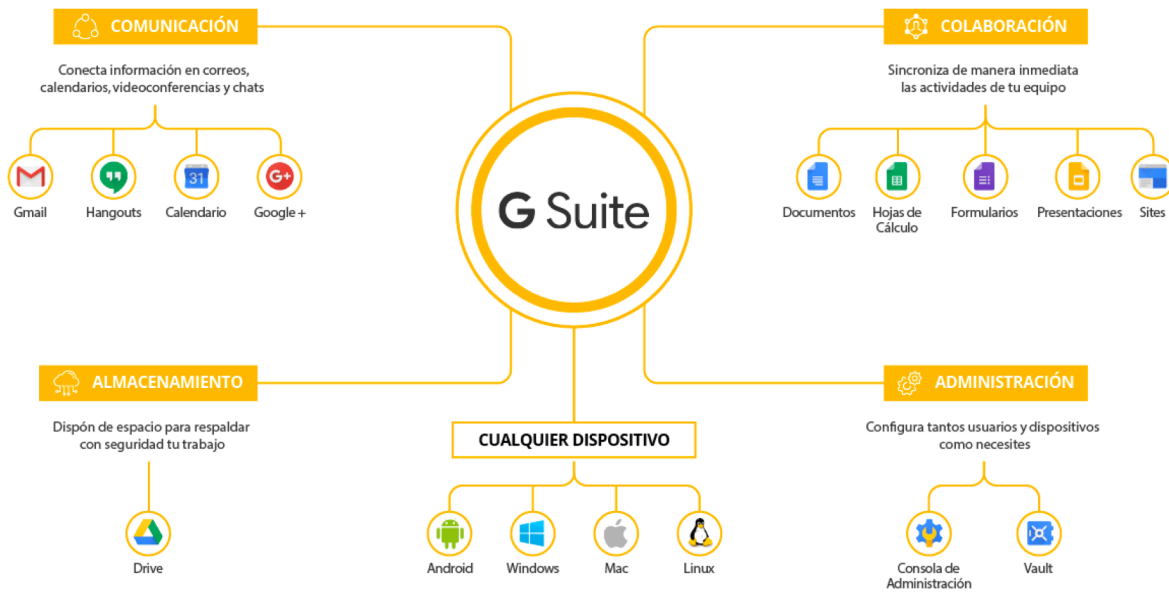 COMUNICACIÓN
Conecta información en correos,
calendarios, videoconferencias y chats
Gmail
Hangouts
31
Calendario
G+
Google +
COLABORACIÓN
Sincroniza de manera inmediata
las actividades de tu equipo
Documentos
Hojas de
Cálculo
Formularios
Presentaciones
Sites
G Suite
ALMACENAMIENTO
Dispón de espacio para respaldar
con seguridad tu trabajo
Drive
CUALQUIER DISPOSITIVO
Android
Windows
Mac
Linux
ADMINISTRACIÓN
Configura tantos usuarios y dispositivos
como necesites
Consola de
Administración
Vault